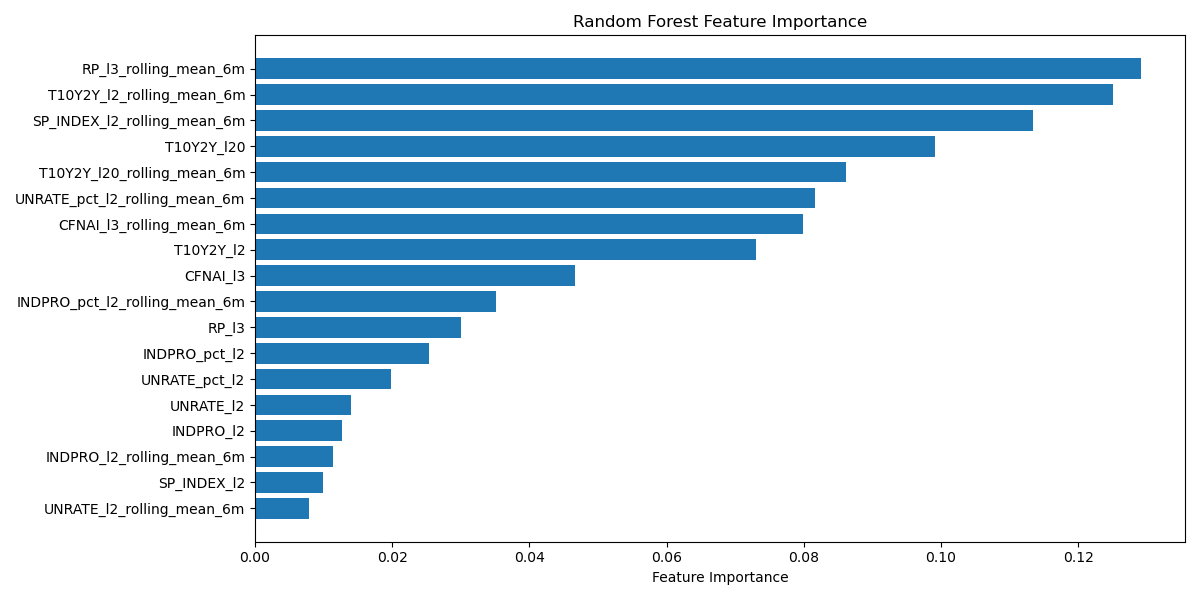 Random Forest Feature Importance
RP_l3_rolling_mean_6m
T10Y2Y_l2_rolling_mean_6m
SP_INDEX_l2_rolling_mean_6m
T10Y2Y_l20
T10Y2Y_l20_rolling_mean_6m
UNRATE_pct_l2_rolling_mean_6m
CFNAI_l3_rolling_mean_6m
T10Y2Y_l2
CFNAI_l3
INDPRO_pct_l2_rolling_mean_6m
RP_l3
INDPRO_pct_l2
UNRATE_pct_l2
UNRATE_l2
INDPRO_l2
INDPRO_l2_rolling_mean_6m
SP_INDEX_l2
UNRATE_l2_rolling_mean_6m
0.00 0.02 0.04 0.06 0.08 0.10 0.12
Feature Importance